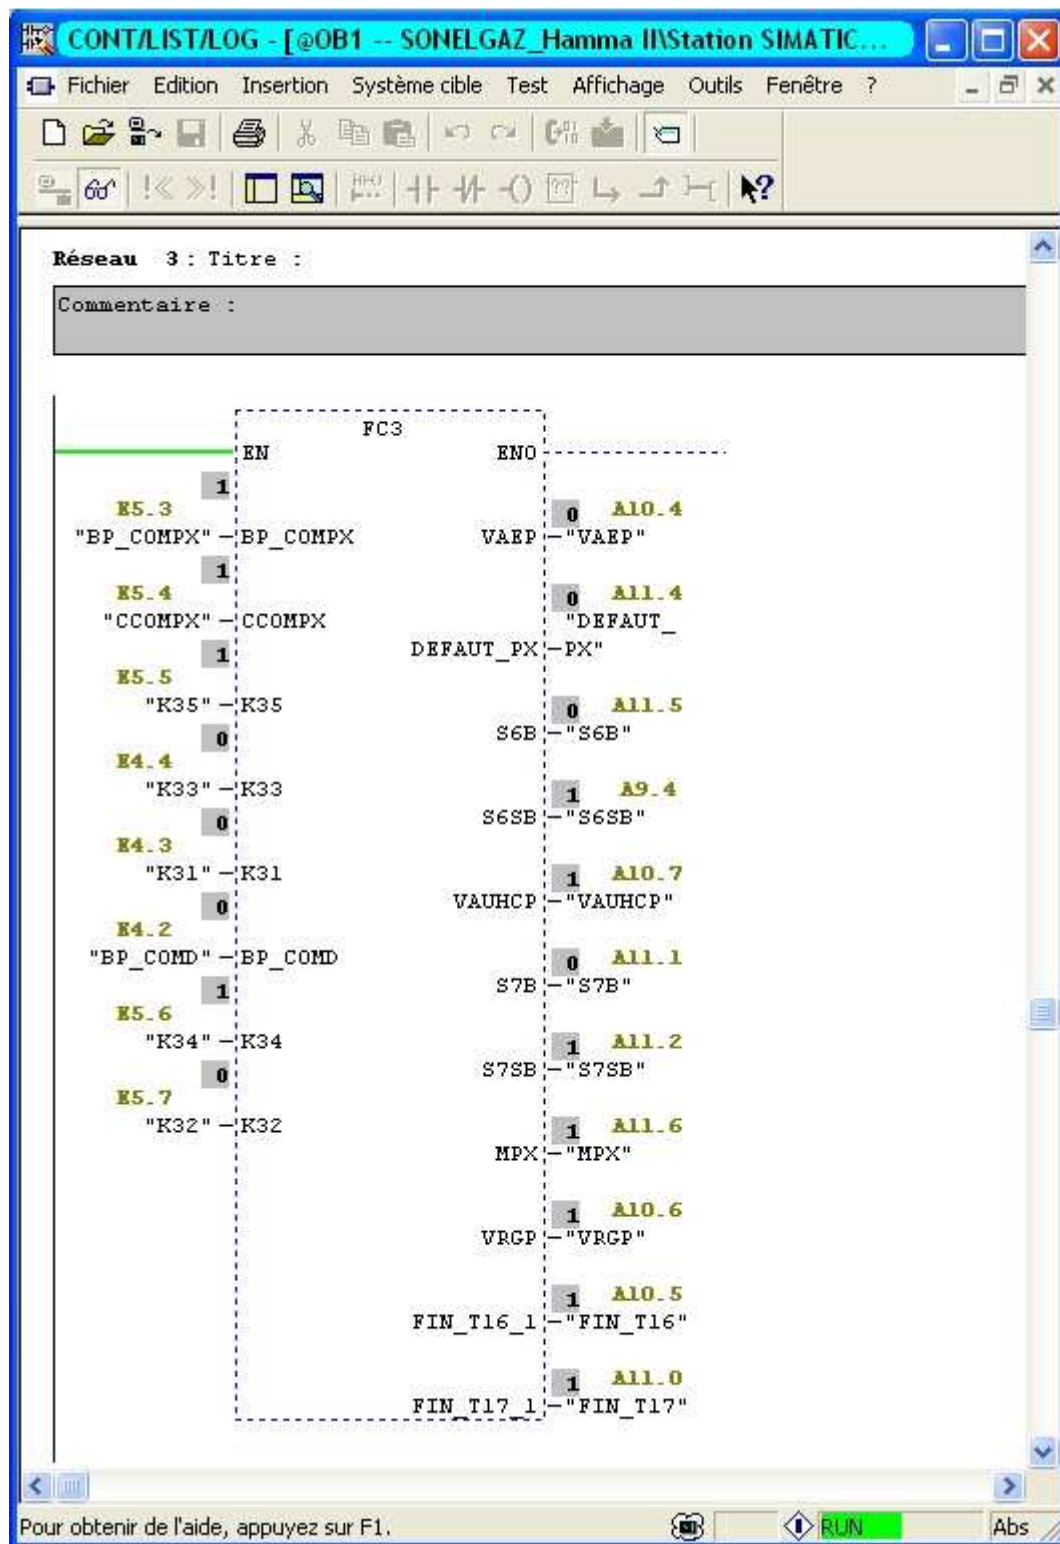 CONT/LIST/LOG - [@OB1 -- SONELGAZ_Hamma II\Station SIMATIC...
Fichier Edition Insertion Système cible Test Affichage Outils Fenêtre ?
Réseau 3 : Titre :
Commentaire :
FC3
EN ENO
1
E5.3 0 A10.4
"BP_COMPX" BP_COMPX VAEP "VAEP"
1
E5.4 0 A11.4
"CCOMPX" CCOMPX "DEFAUT_
1 DEFAUT_PX PX"
E5.5
"K35" K35 0 A11.5
0 S6B "S6B"
E4.4
"K33" K33 1 A9.4
0 S6SB "S6SB"
E4.3
"K31" K31 1 A10.7
0 VAUHCP "VAUHCP"
E4.2
"BP_COMD" BP_COMD 0 A11.1
1 S7B "S7B"
E5.6
"K34" K34 1 A11.2
0 S7SB "S7SB"
E5.7
"K32" K32 1 A11.6
MPX "MPX"
1 A10.6
VRGP "VRGP"
1 A10.5
FIN_T16_1 "FIN_T16"
1 A11.0
FIN_T17_1 "FIN_T17"
Pour obtenir de l'aide, appuyez sur F1. RUN Abs